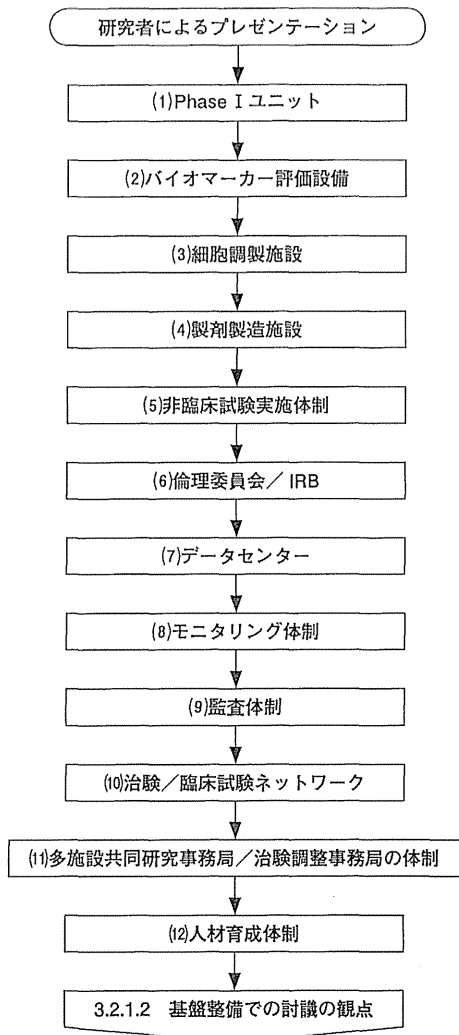 研究者によるプレゼンテーション
(1)Phase Ⅰ ユニット
(2)バイオマーカー評価設備
(3)細胞調製施設
(4)製剤製造施設
(5)非臨床試験実施体制
(6)倫理委員会／IRB
(7)データセンター
(8)モニタリング体制
(9)監査体制
(10)治験／臨床試験ネットワーク
(11)多施設共同研究事務局／治験調整事務局の体制
(12)人材育成体制
3.2.1.2 基盤整備での討議の観点